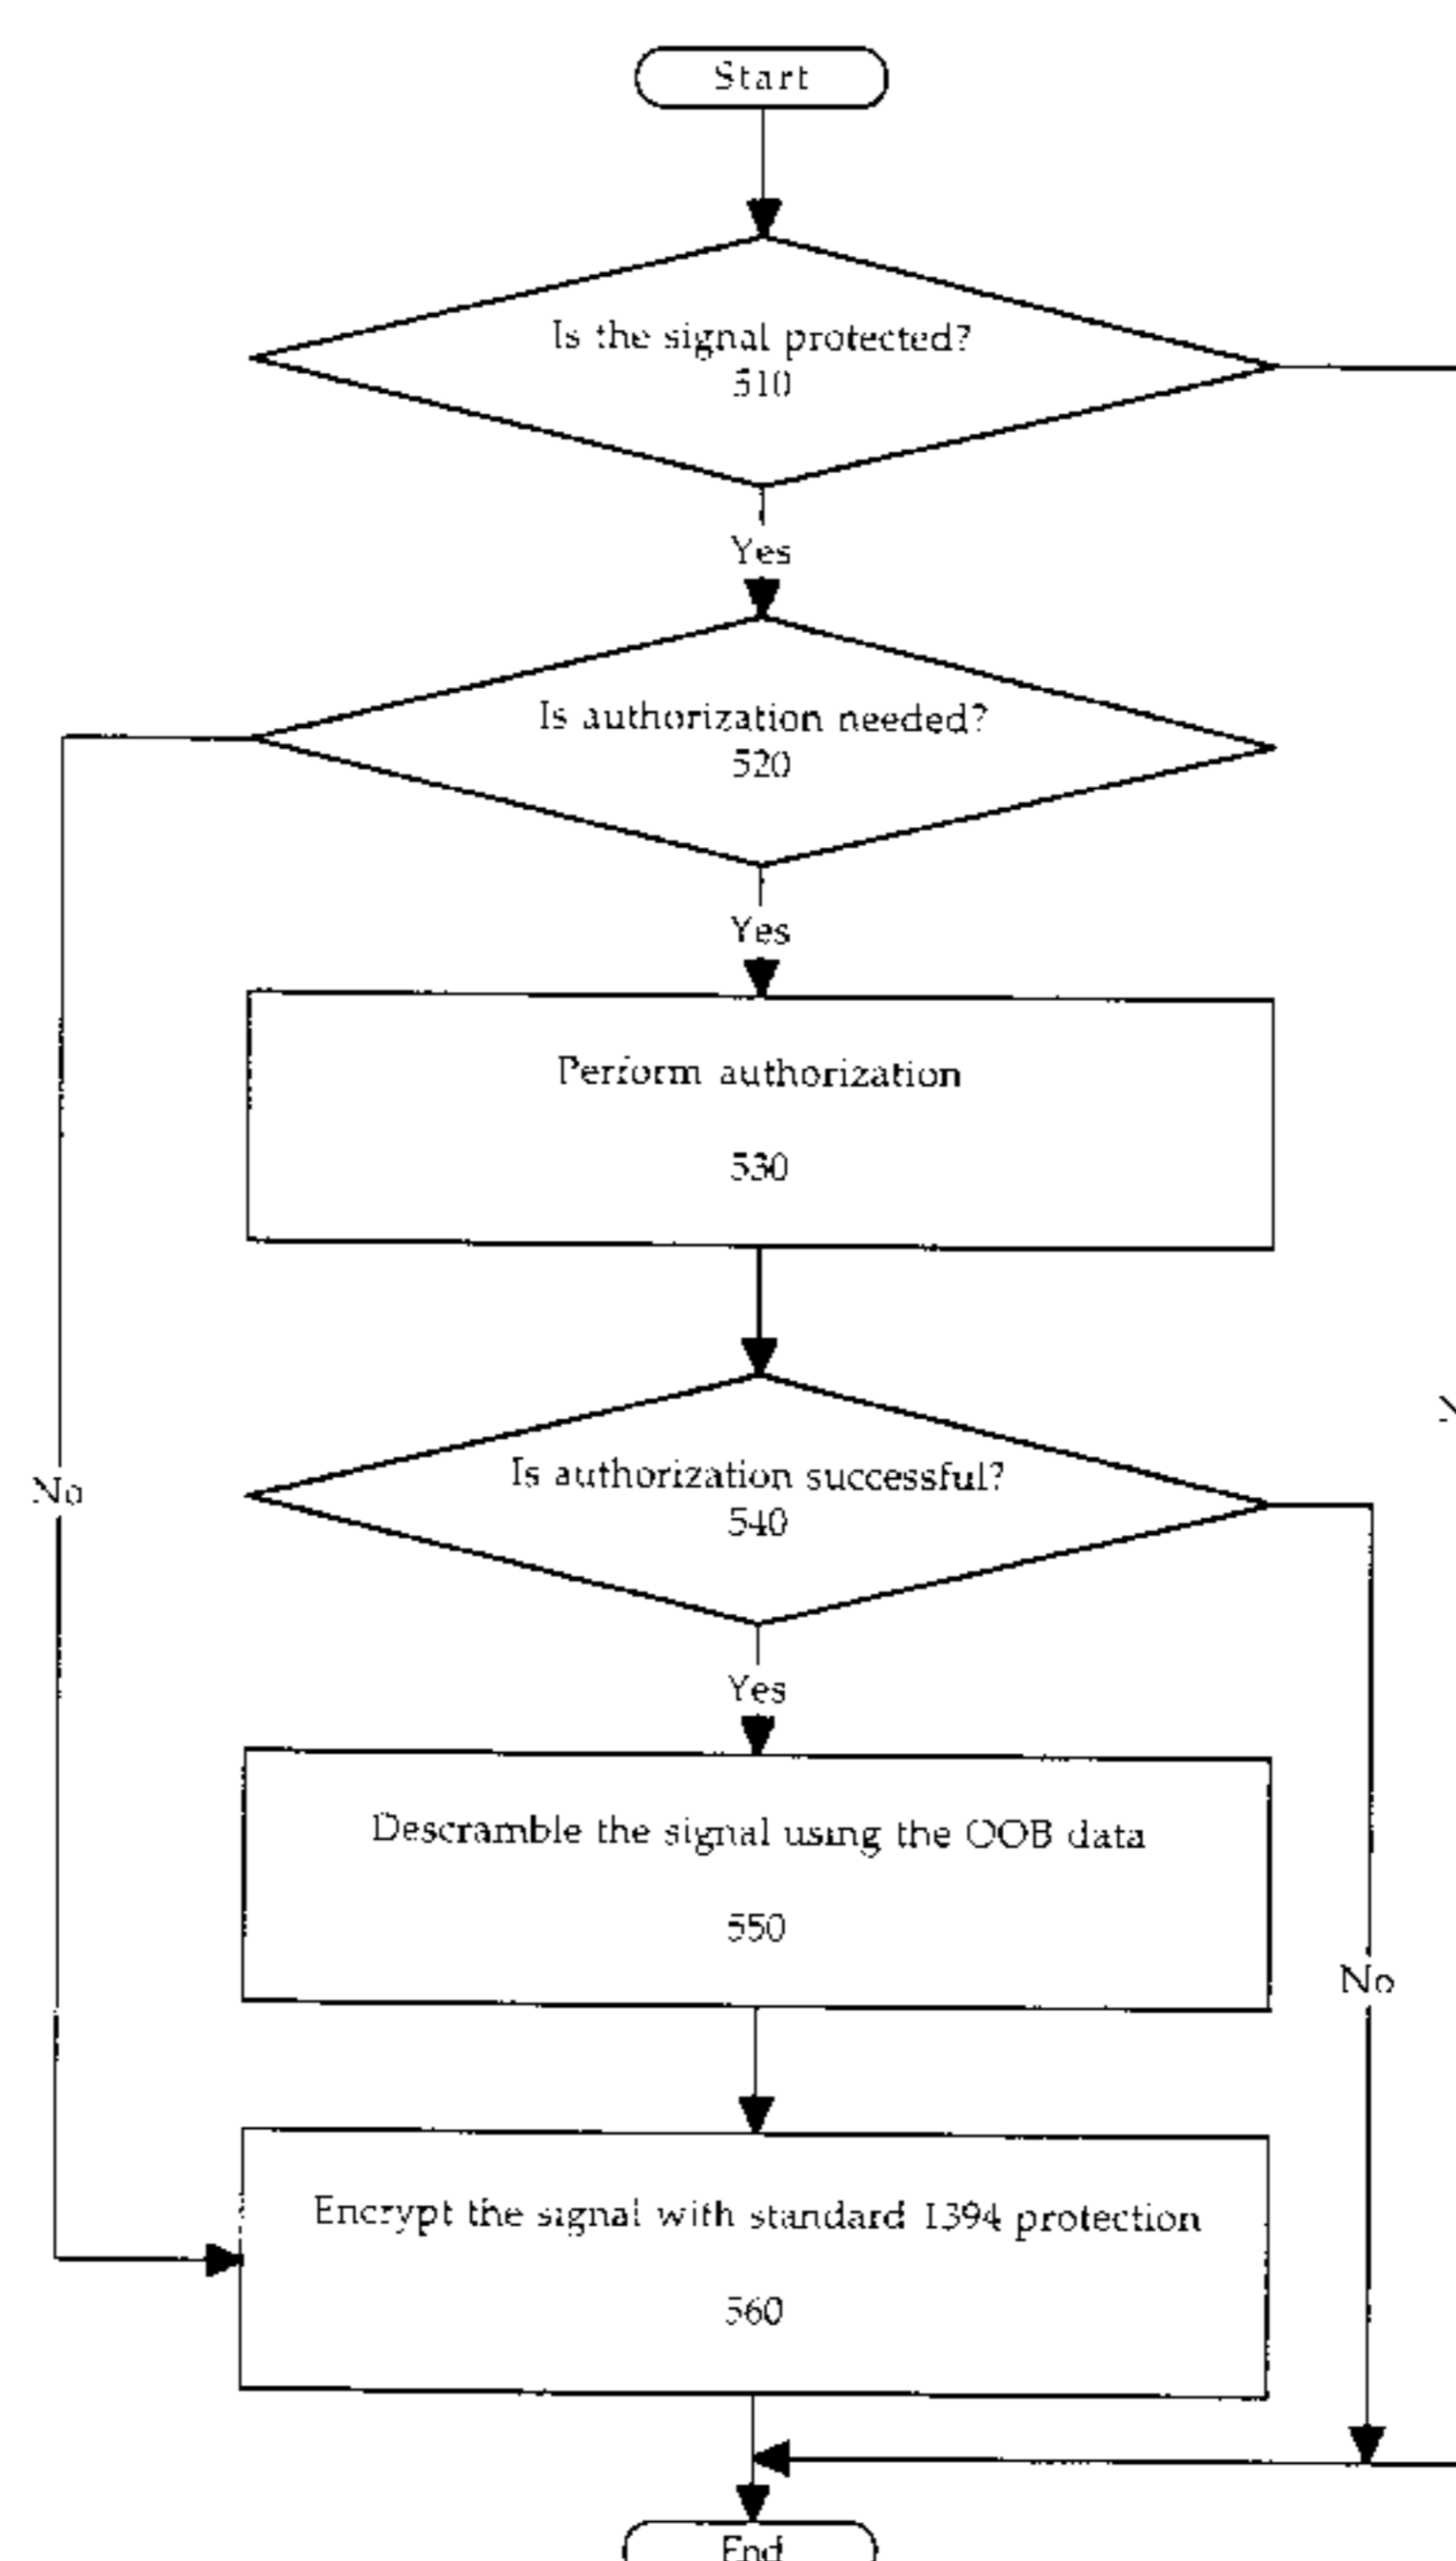 Start
Is the signal protected?
510
Yes
Is authorization needed?
520
Yes
Perform authorization
530
Is authorization successful?
540
No
Yes
Descramble the signal using the OOB data
550
No
Encrypt the signal with standard 1394 protection
560
End